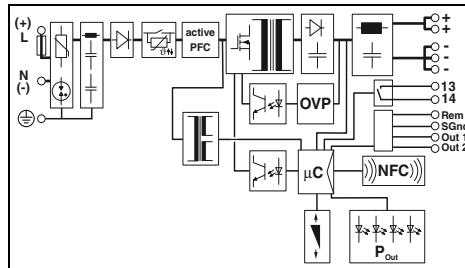 (+)
L
N
(-)
ϑ
active
PFC
+
+
-
-
-
OVP
13
14
Rem
SGnd
Out 1
Out 2
µC
NFC
P Out